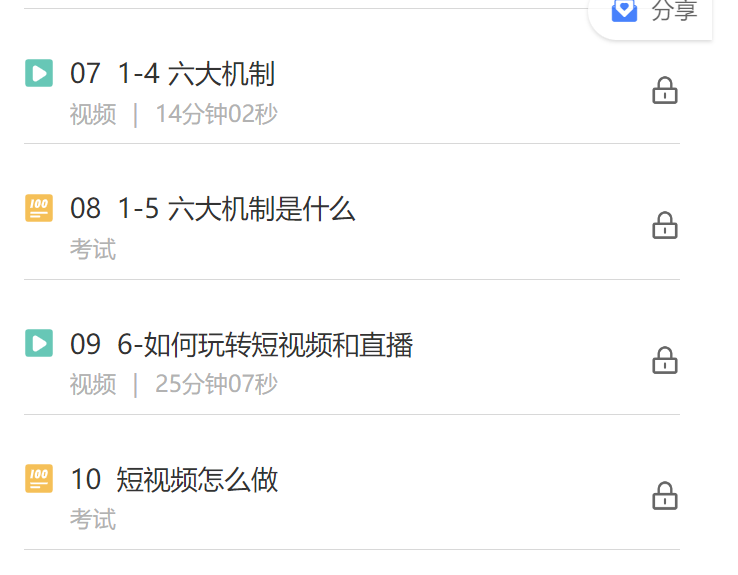 分享
07 1-4 六大机制
视频 | 14分钟02秒
100
08 1-5 六大机制是什么
考试
09 6-如何玩转短视频和直播
视频 | 25分钟07秒
100
10 短视频怎么做
考试